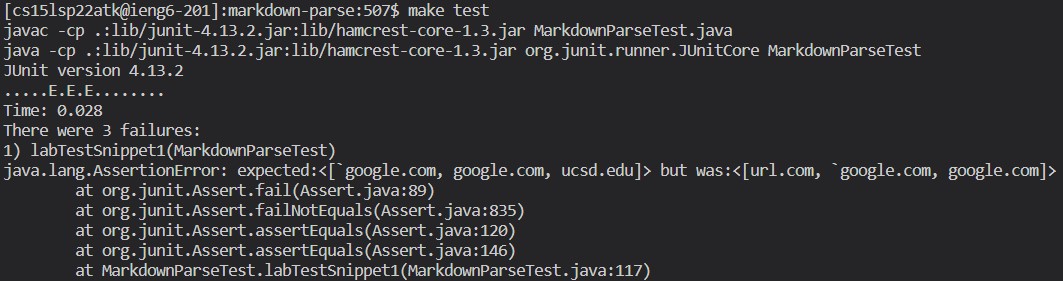 [cs15lsp22atk@ieng6-201]:markdown-parse:507$ make test
javac -cp .:lib/junit-4.13.2.jar:lib/hamcrest-core-1.3.jar MarkdownParseTest.java
java -cp .:lib/junit-4.13.2.jar:lib/hamcrest-core-1.3.jar org.junit.runner.JUnitCore MarkdownParseTest
JUnit version 4.13.2
.....E.E.E........
Time: 0.028
There were 3 failures:
1) labTestSnippet1(MarkdownParseTest)
java.lang.AssertionError: expected:<[`google.com, google.com, ucsd.edu]> but was:<[url.com, `google.com, google.com]>
        at org.junit.Assert.fail(Assert.java:89)
        at org.junit.Assert.failNotEquals(Assert.java:835)
        at org.junit.Assert.assertEquals(Assert.java:120)
        at org.junit.Assert.assertEquals(Assert.java:146)
        at MarkdownParseTest.labTestSnippet1(MarkdownParseTest.java:117)